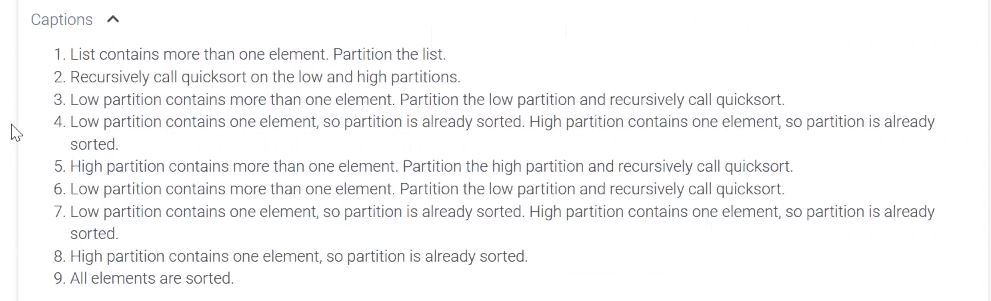 Captions
1. List contains more than one element. Partition the list.
2. Recursively call quicksort on the low and high partitions.
3. Low partition contains more than one element. Partition the low partition and recursively call quicksort.
4. Low partition contains one element, so partition is already sorted. High partition contains one element, so partition is already
sorted.
5. High partition contains more than one element. Partition the high partition and recursively call quicksort.
6. Low partition contains more than one element. Partition the low partition and recursively call quicksort.
7. Low partition contains one element, so partition is already sorted. High partition contains one element, so partition is already
sorted.
8. High partition contains one element, so partition is already sorted.
9. All elements are sorted.